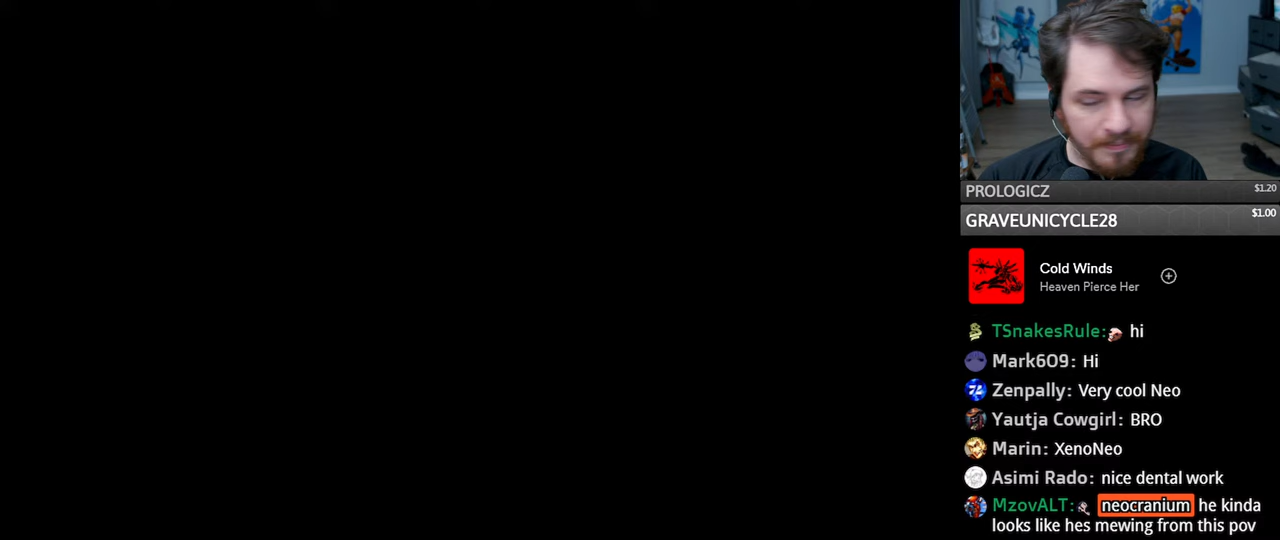 PROLOGICZ $1.20
GRAVEUNICYCLE28 $1.00
Cold Winds
Heaven Pierce Her
TSnakesRule: hi
Mark6O9: Hi
Zenpally: Very cool Neo
Yautja Cowgirl: BRO
Marin: XenoNeo
Asimi Rado: nice dental work
MzovALT: neocranium he kinda
looks like hes mewing from this pov